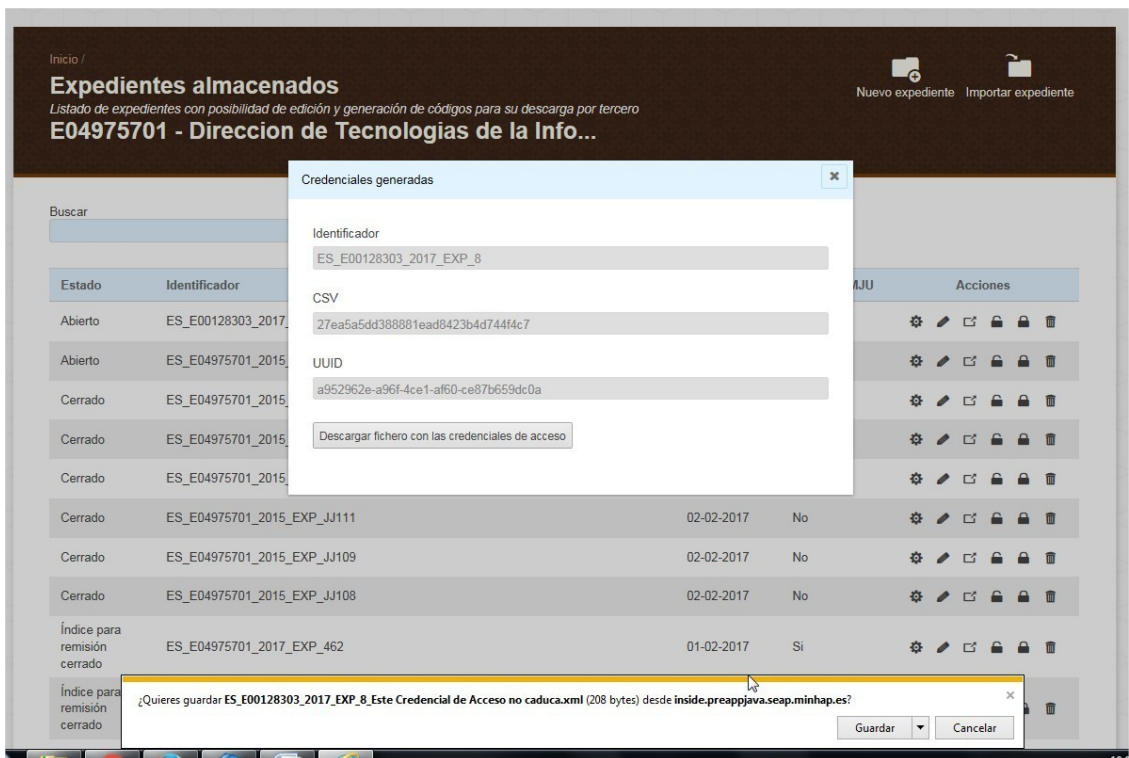 Inicio /
Expedientes almacenados
Listado de expedientes con posibilidad de edición y generación de códigos para su descarga por tercero
E04975701 - Direccion de Tecnologias de la Info...
Nuevo expediente Importar expediente
Credenciales generadas
Buscar
Identificador
ES_E00128303_2017_EXP_8
CSV
27ea5a5dd388881ead8423b4d744f4c7
UUID
a952962e-a96f-4ce1-af60-ce87b659dc0a
Descargar fichero con las credenciales de acceso
Estado Identificador MJU Acciones
Abierto ES_E00128303_2017_
Abierto ES_E04975701_2015_
Cerrado ES_E04975701_2015_
Cerrado ES_E04975701_2015_
Cerrado ES_E04975701_2015_
Cerrado ES_E04975701_2015_EXP_JJ111 02-02-2017 No
Cerrado ES_E04975701_2015_EXP_JJ109 02-02-2017 No
Cerrado ES_E04975701_2015_EXP_JJ108 02-02-2017 No
Índice para
remisión
cerrado
ES_E04975701_2017_EXP_462 01-02-2017 Si
Índice para
remisión
cerrado
¿Quieres guardar ES_E00128303_2017_EXP_8_Este Credencial de Acceso no caduca.xml (208 bytes) desde inside.preappjava.seap.minhap.es?
Guardar Cancelar